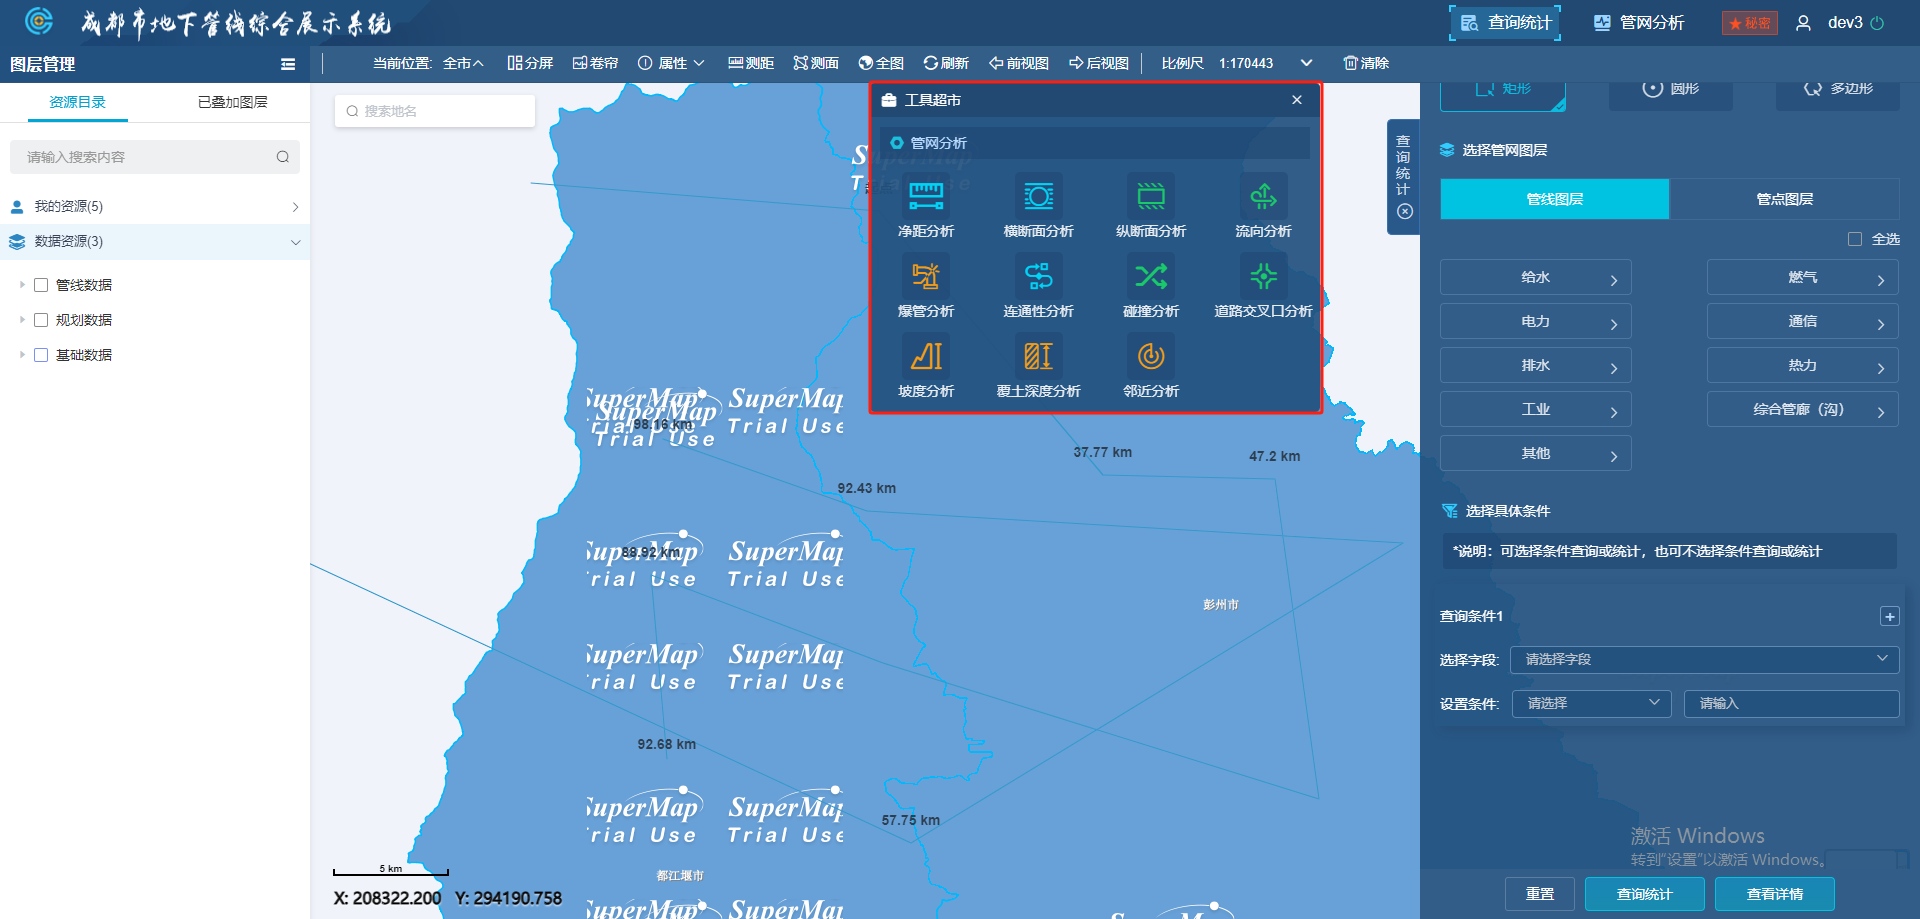 成都市地下管线综合展示系统
查询统计
管网分析
★秘密
dev3
图层管理
当前位置: 全市
分屏
卷帘
属性
测距
测面
全图
刷新
前视图
后视图
比例尺
1:170443
清除
资源目录
已叠加图层
请输入搜索内容
我的资源(5)
数据资源(3)
管线数据
规划数据
基础数据
搜索地名
工具超市
管网分析
净距分析
横断面分析
纵断面分析
流向分析
爆管分析
连通性分析
碰撞分析
道路交叉口分析
坡度分析
覆土深度分析
邻近分析
SuperMap
Trial Use
98.16 km
37.77 km
47.2 km
92.43 km
SuperMap
Trial Use
88.92 km
彭州市
SuperMap
Trial Use
92.68 km
SuperMap
Trial Use
57.75 km
都江堰市
5 km
X: 208322.200 Y: 294190.758
查询统计
矩形
圆形
多边形
选择管网图层
管线图层
管点图层
全选
给水
燃气
电力
通信
排水
热力
工业
综合管廊（沟）
其他
选择具体条件
*说明：可选择条件查询或统计，也可不选择条件查询或统计
查询条件1
选择字段:
请选择字段
设置条件:
请选择
请输入
激活 Windows
转到"设置"以激活 Windows。
重置
查询统计
查看详情